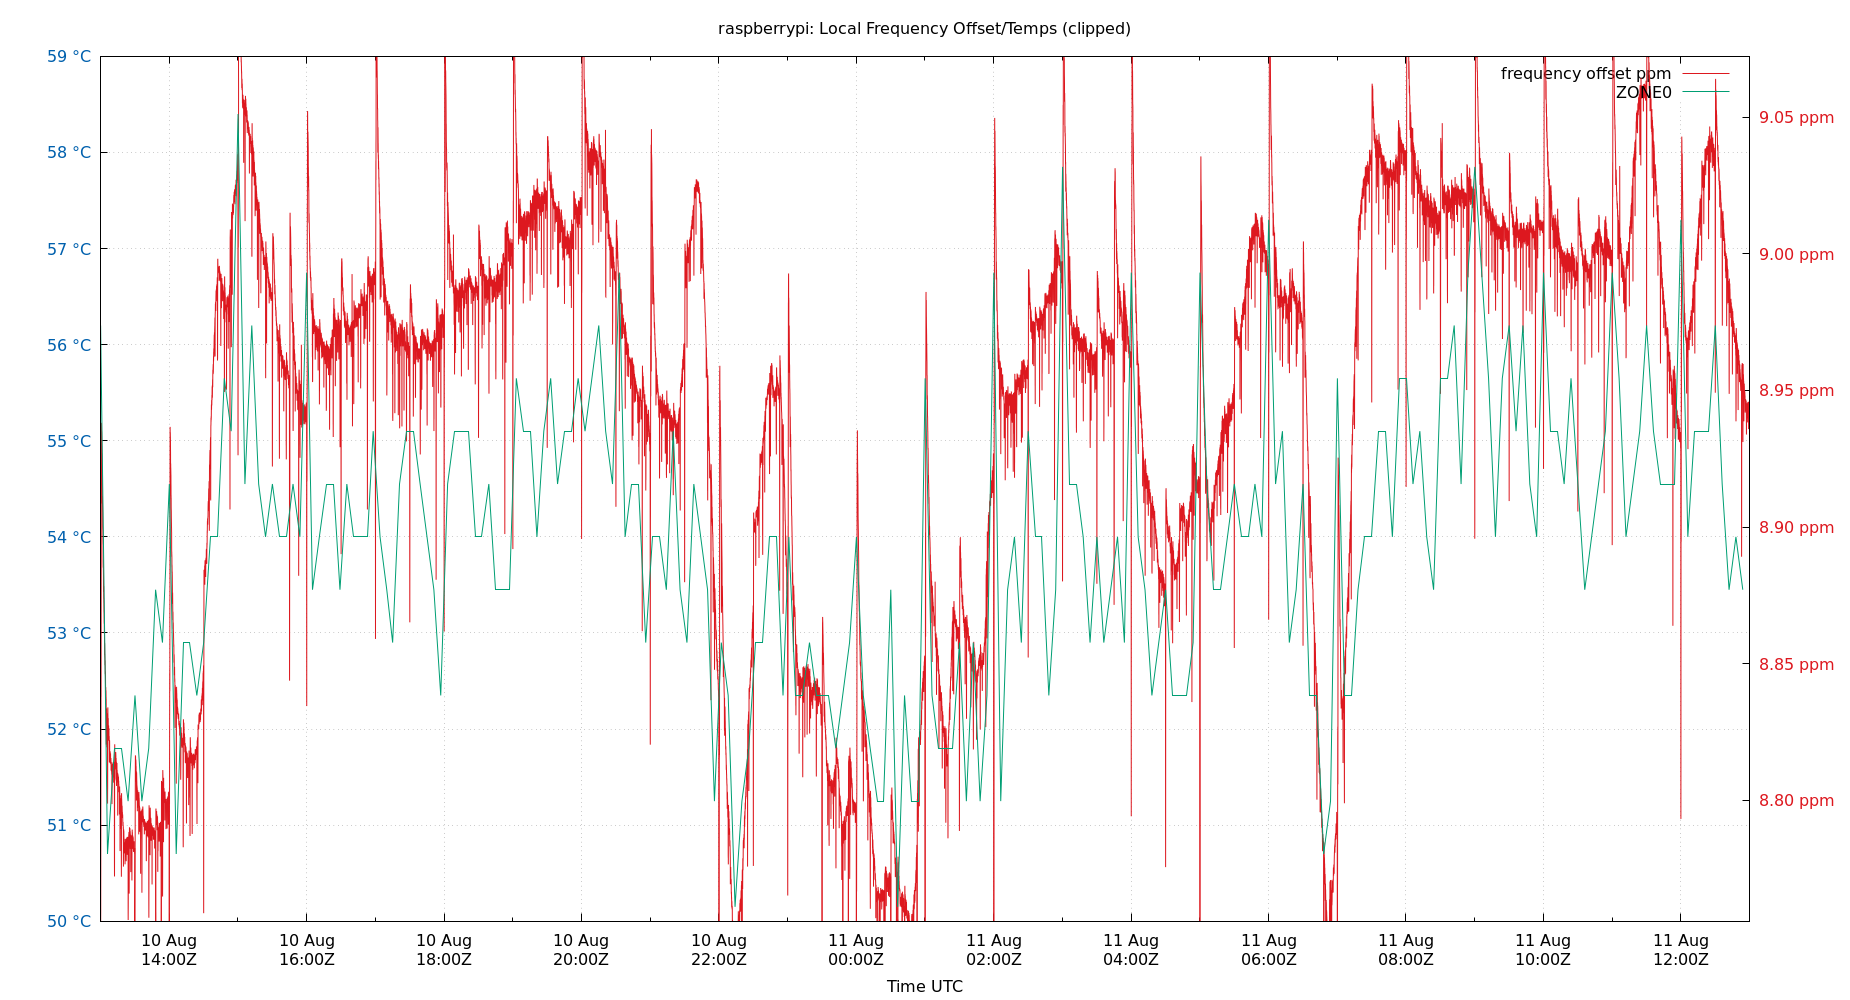 raspberrypi: Local Frequency Offset/Temps (clipped)
59 °C
58 °C
57 °C
56 °C
55 °C
54 °C
53 °C
52 °C
51 °C
50 °C
frequency offset ppm
ZONE0
9.05 ppm
9.00 ppm
8.95 ppm
8.90 ppm
8.85 ppm
8.80 ppm
10 Aug 10 Aug 10 Aug 10 Aug 10 Aug 11 Aug 11 Aug 11 Aug 11 Aug 11 Aug 11 Aug 11 Aug
14:00Z 16:00Z 18:00Z 20:00Z 22:00Z 00:00Z 02:00Z 04:00Z 06:00Z 08:00Z 10:00Z 12:00Z
Time UTC